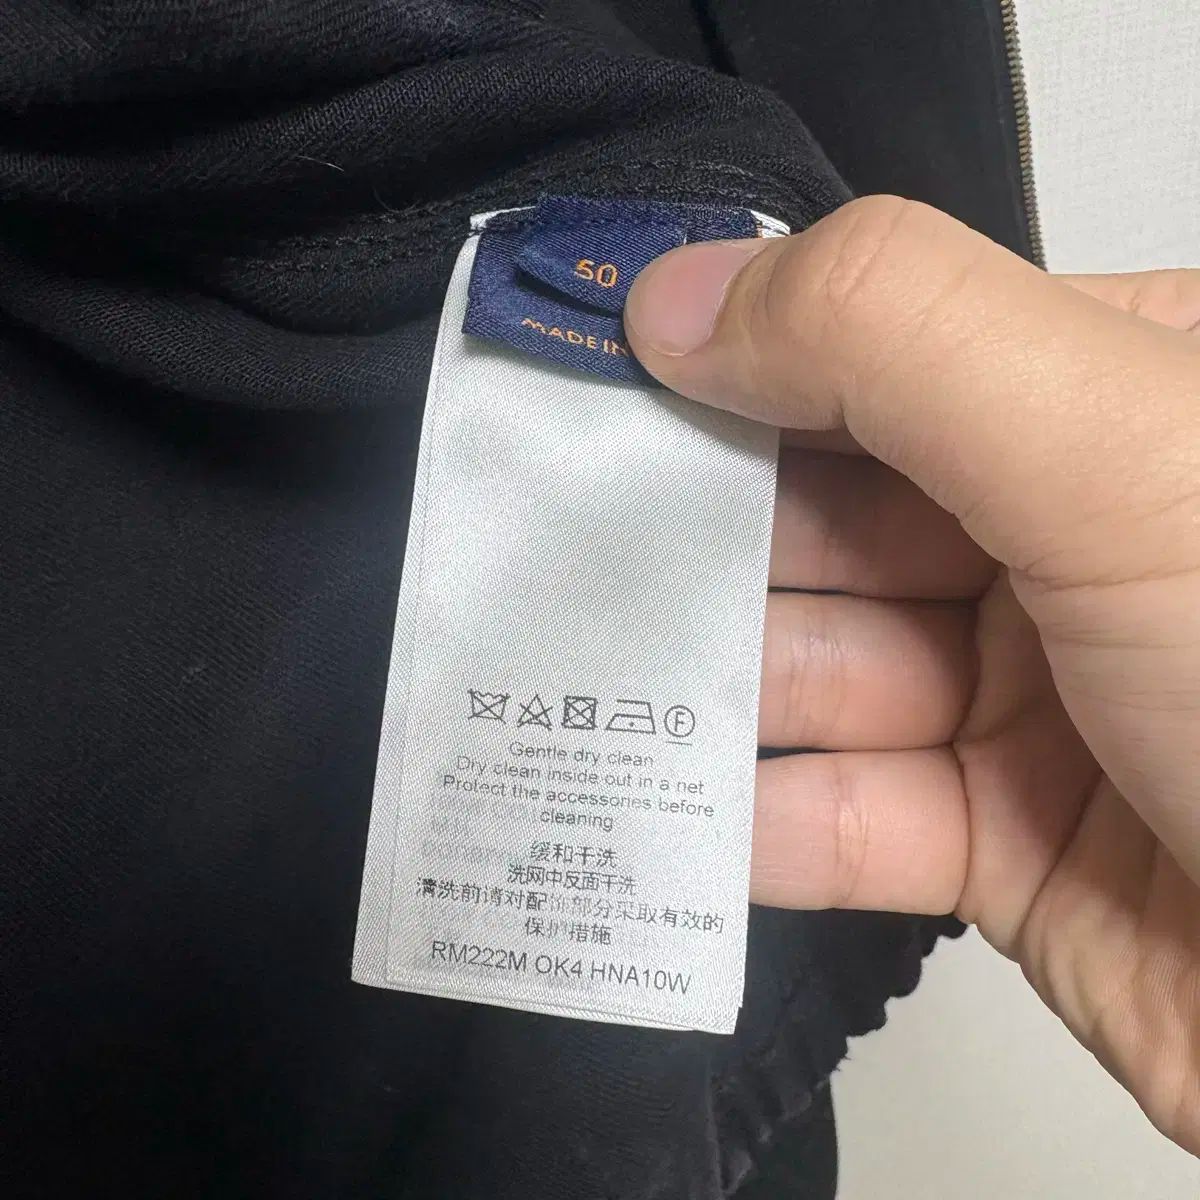 50
MADE IN
F
Gentle dry clean
Dry clean inside out in a net
Protect the accessories before
cleaning
缓和干洗
洗网中反面干洗
清洗前请对配饰部分采取有效的
保护措施
RM222M OK4 HNA10W